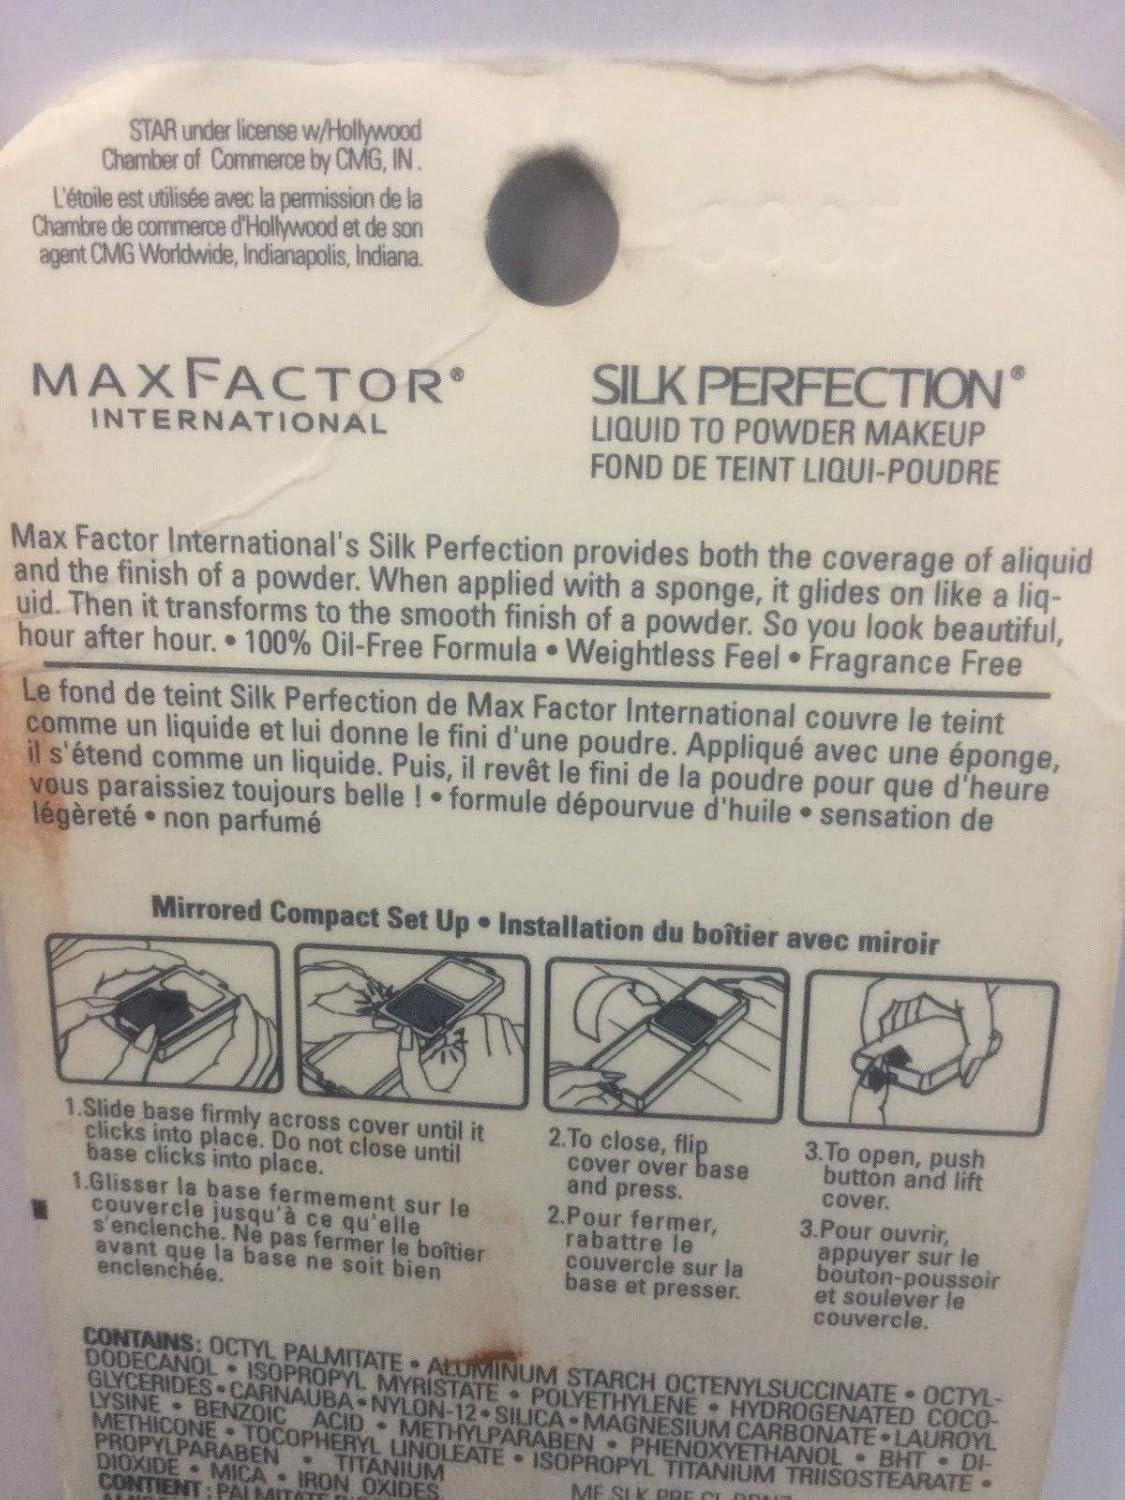 STAR under license w/Hollywood
Chamber of Commerce by CMG, IN.
L'étoile est utilisée avec la permission de la
Chambre de commerce d'Hollywood et de son
agent CMG Worldwide, Indianapolis, Indiana.
MAXFACTOR®
INTERNATIONAL
SILK PERFECTION®
LIQUID TO POWDER MAKEUP
FOND DE TEINT LIQUI-POUDRE
Max Factor International's Silk Perfection provides both the coverage of aliquid
and the finish of a powder. When applied with a sponge, it glides on like a liq-
uid. Then it transforms to the smooth finish of a powder. So you look beautiful,
hour after hour. • 100% Oil-Free Formula • Weightless Feel • Fragrance Free
Le fond de teint Silk Perfection de Max Factor International couvre le teint
comme un liquide et lui donne le fini d'une poudre. Appliqué avec une éponge,
il s'étend comme un liquide. Puis, il revêt le fini de la poudre pour que d'heure
vous paraissiez toujours belle ! • formule dépourvue d'huile • sensation de
légèreté • non parfumé
Mirrored Compact Set Up • Installation du boîtier avec miroir
1.Slide base firmly across cover until it
clicks into place. Do not close until
base clicks into place.
1.Glisser la base fermement sur le
couvercle jusqu'à ce qu'elle
s'enclenche. Ne pas fermer le boîtier
avant que la base ne soit bien
enclenchée.
2.To close, flip
cover over base
and press.
2.Pour fermer,
rabattre le
couvercle sur la
base et presser.
3.To open, push
button and lift
cover.
3.Pour ouvrir,
appuyer sur le
bouton-poussoir
et soulever le
couvercle.
CONTAINS: OCTYL PALMITATE • ALUMINUM STARCH OCTENYLSUCCINATE • OCTYL-
DODECANOL • ISOPROPYL MYRISTATE • POLYETHYLENE • HYDROGENATED COCO-
GLYCERIDES • CARNAUBA • NYLON-12 • SILICA • MAGNESIUM CARBONATE • LAUROYL
LYSINE • BENZOIC ACID • METHYLPARABEN • PHENOXYETHANOL • BHT • DI-
METHICONE • TOCOPHERYL LINOLEATE • ISOPROPYL TITANIUM TRIISOSTEARATE •
PROPYLPARABEN • TITANIUM
DIOXIDE • MICA • IRON OXIDES.
CONTIENT : PALMITATE